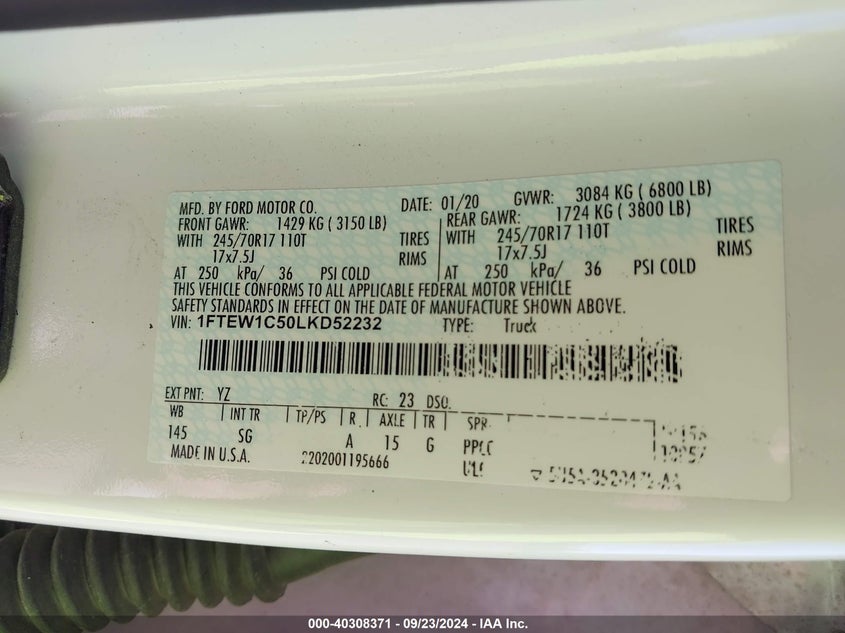 MFD. BY FORD MOTOR CO. DATE: 01/20 GVWR: 3084 KG ( 6800 LB)
FRONT GAWR: 1429 KG ( 3150 LB) REAR GAWR: 1724 KG ( 3800 LB)
WITH 245/70R17 110T TIRES WITH 245/70R17 110T TIRES
17x7.5J RIMS 17x7.5J RIMS
AT 250 kPa/ 36 PSI COLD AT 250 kPa/ 36 PSI COLD
THIS VEHICLE CONFORMS TO ALL APPLICABLE FEDERAL MOTOR VEHICLE
SAFETY STANDARDS IN EFFECT ON THE DATE OF MANUFACTURE SHOWN ABOVE.
VIN: 1FTEW1C50LKD52232 TYPE: Truck
EXT PNT: YZ RC: 23 DSO:
WB INT TR TP/PS R AXLE TR SPR
145 SG A 15 G
MADE IN U.S.A.
000-40308371 - 09/23/2024 - IAA Inc.